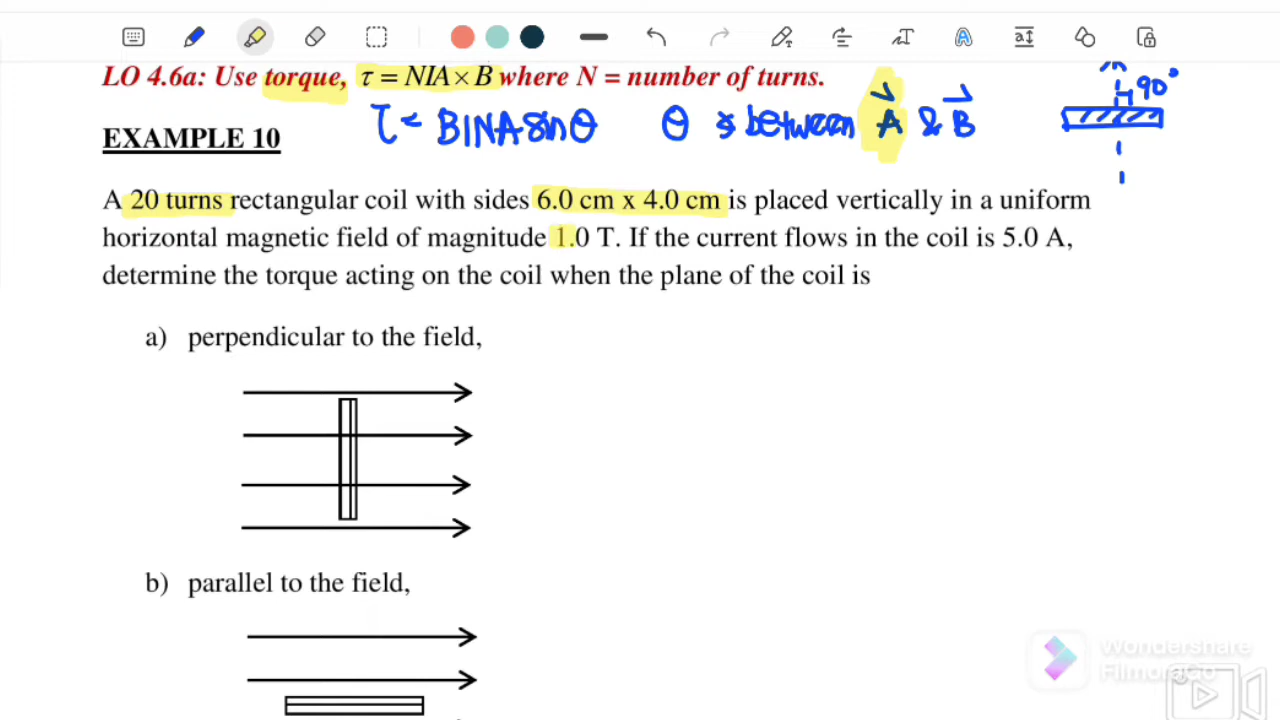 LO 4.6a: Use torque, τ = NIA × B where N = number of turns.
90°
τ = BINA sin θ θ between A & B
EXAMPLE 10
A 20 turns rectangular coil with sides 6.0 cm x 4.0 cm is placed vertically in a uniform
horizontal magnetic field of magnitude 1.0 T. If the current flows in the coil is 5.0 A,
determine the torque acting on the coil when the plane of the coil is
a) perpendicular to the field,
b) parallel to the field,
Wondershare
FilmoraGo